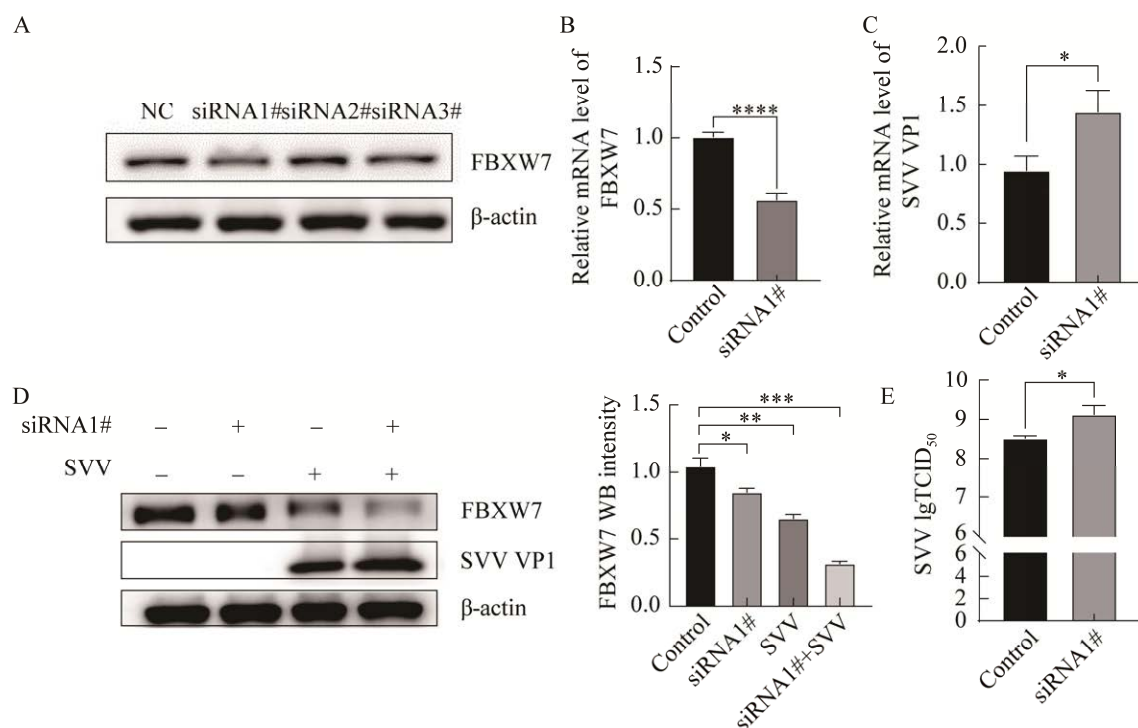 A
NC siRNA1#siRNA2#siRNA3#
FBXW7
β-actin
B
Relative mRNA level of
FBXW7
1.5
1.0
0.5
0.0
****
Control
siRNA1#
C
Relative mRNA level of
SVV VP1
2.0
1.5
1.0
0.5
0.0
*
Control
siRNA1#
D
siRNA1# – + – +
SVV – – + +
FBXW7
SVV VP1
β-actin
FBXW7 WB intensity
1.5
1.0
0.5
0.0
***
**
*
Control
siRNA1#
SVV
siRNA1#+SVV
E
SVV lgTCID₅₀
10
9
8
7
6
6
4
2
0
*
Control
siRNA1#